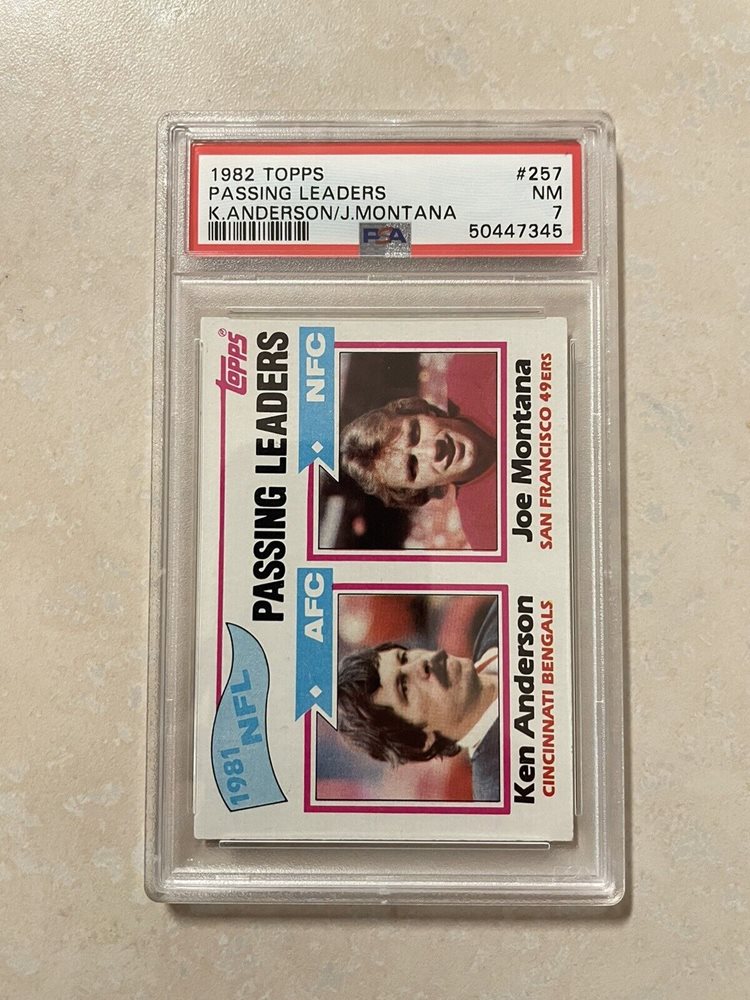 1982 TOPPS #257
PASSING LEADERS NM
K.ANDERSON/J.MONTANA 7
PSA 50447345
1981 NFL
PASSING LEADERS
topps®
AFC
NFC
Ken Anderson
CINCINNATI BENGALS
Joe Montana
SAN FRANCISCO 49ERS